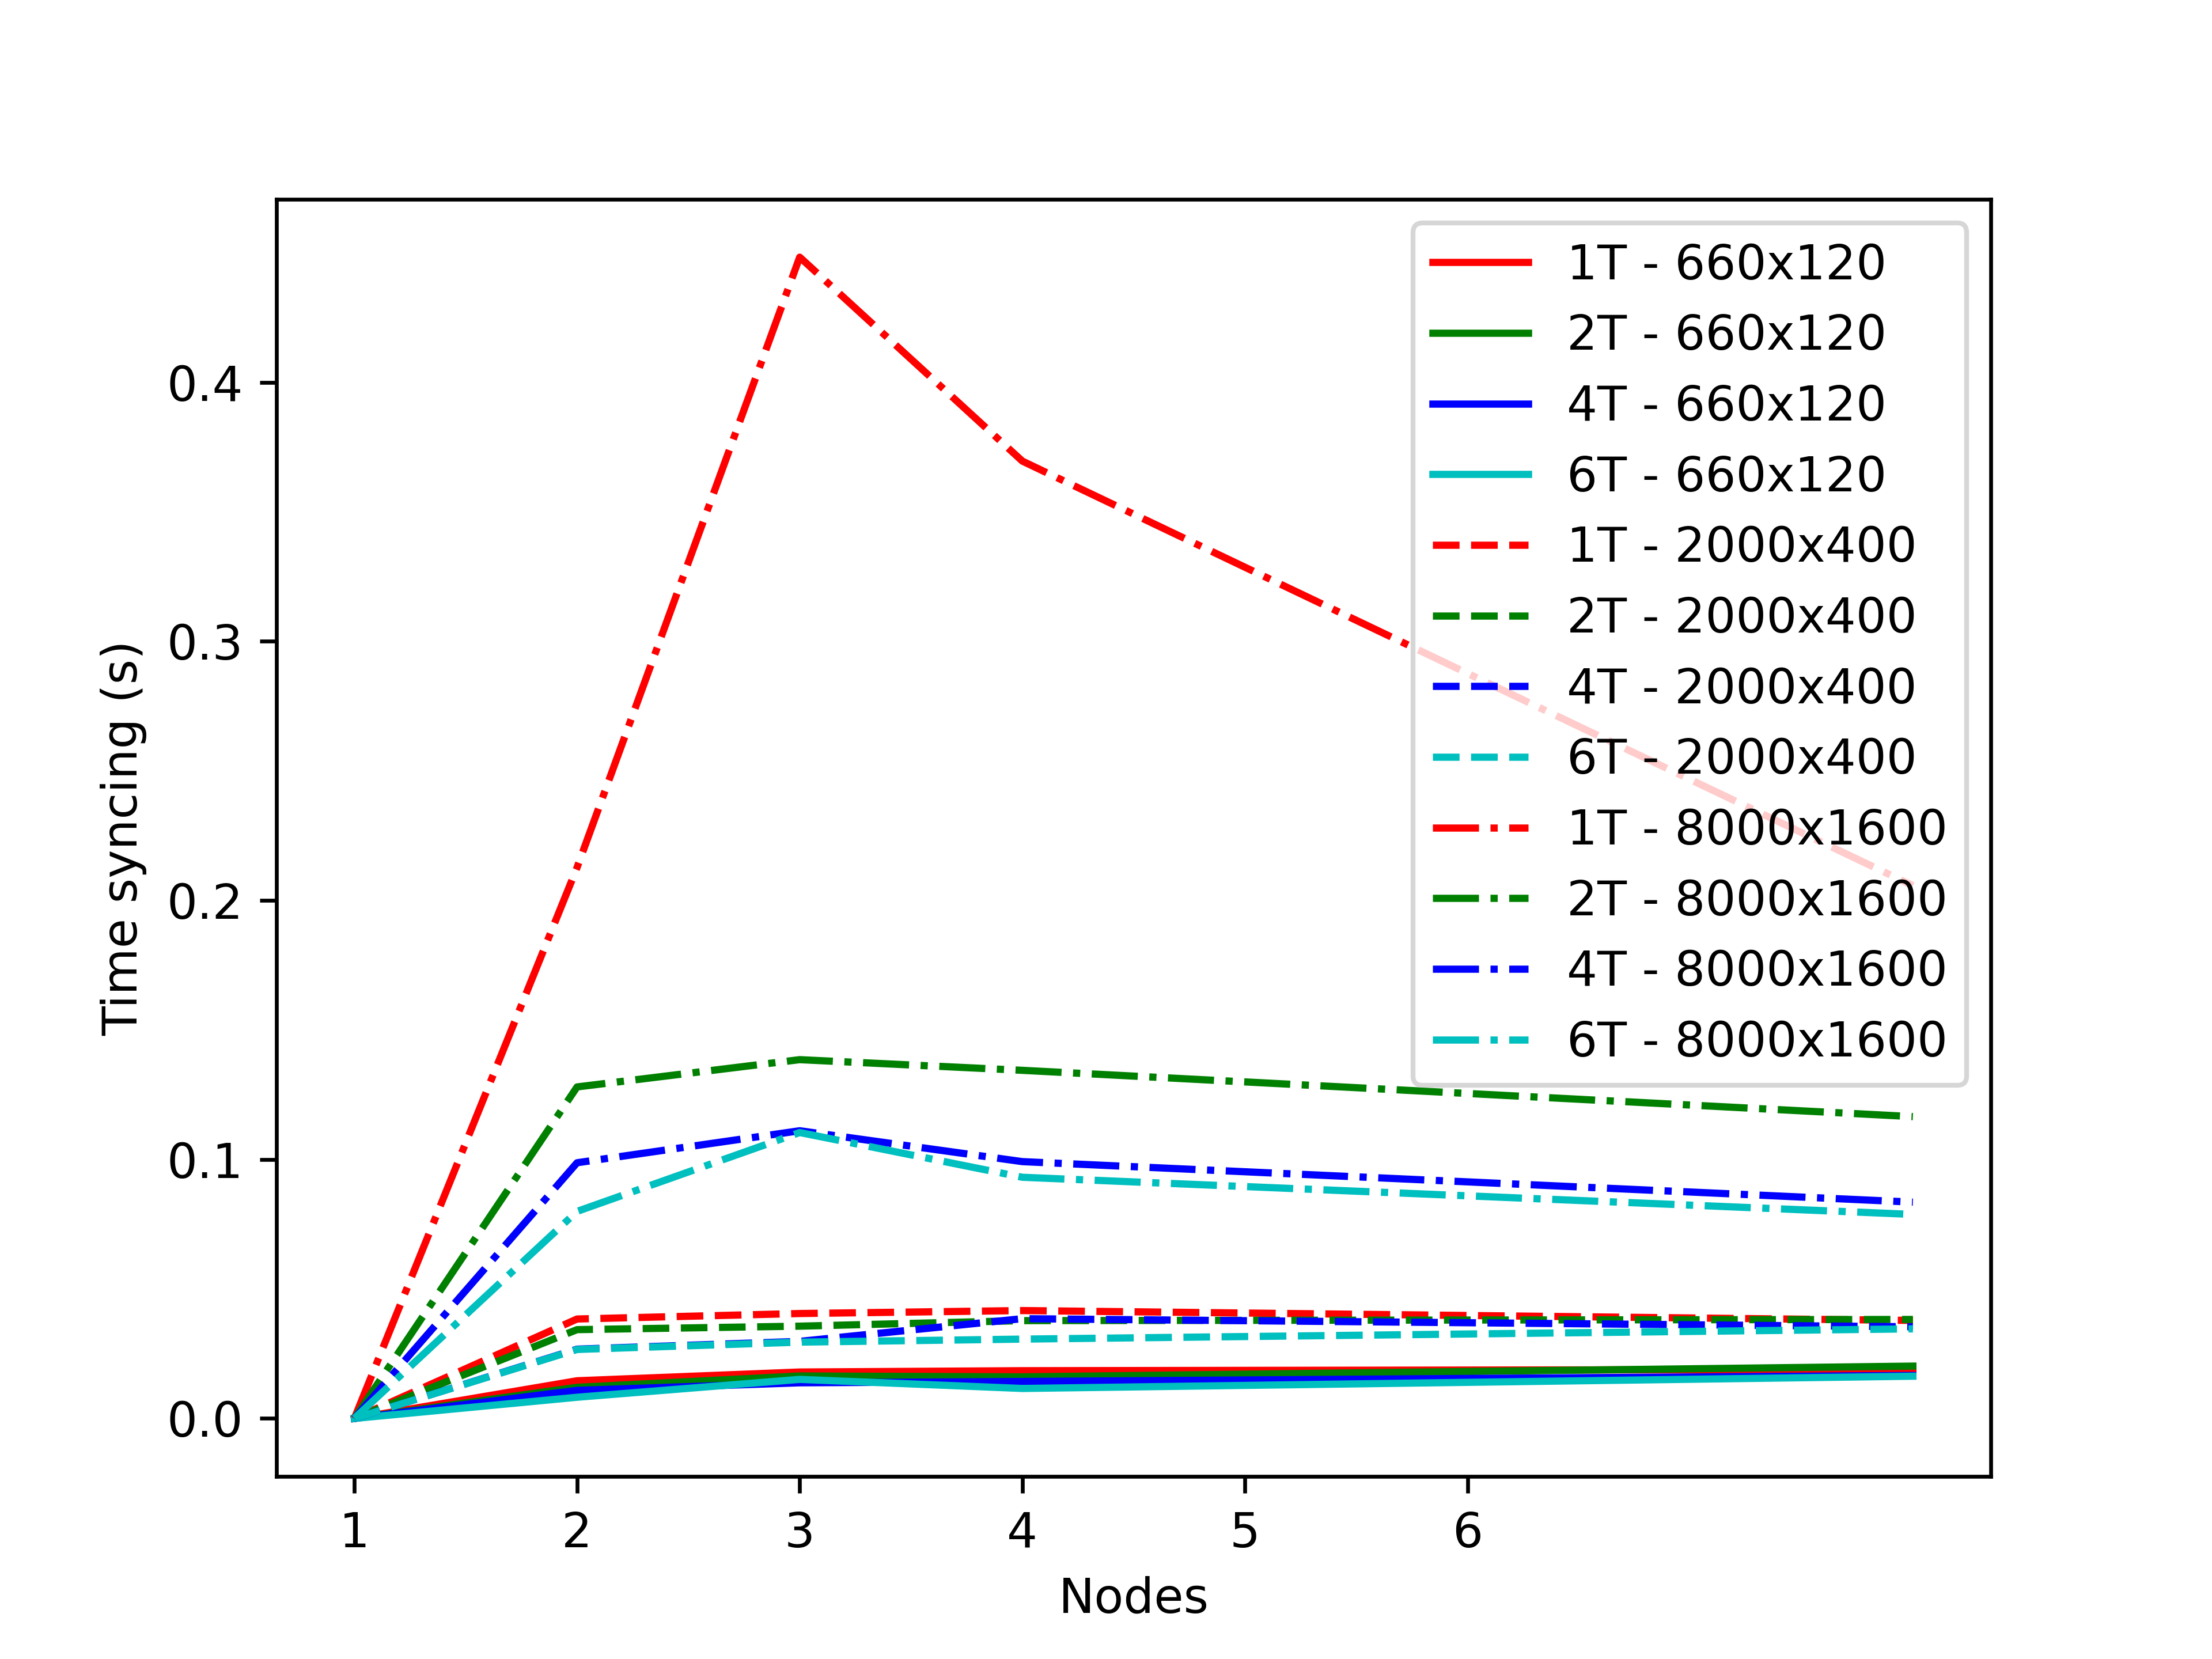 1T - 660x120
2T - 660x120
4T - 660x120
6T - 660x120
1T - 2000x400
2T - 2000x400
4T - 2000x400
6T - 2000x400
1T - 8000x1600
2T - 8000x1600
4T - 8000x1600
6T - 8000x1600
0.4
0.3
0.2
0.1
0.0
Time syncing (s)
1 2 3 4 5 6
Nodes